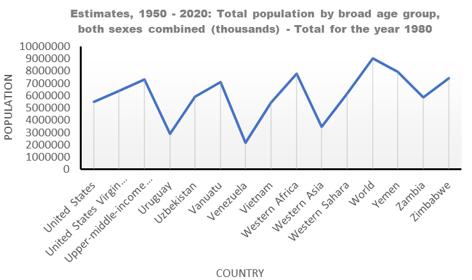 Estimates, 1950 - 2020: Total population by broad age group,
both sexes combined (thousands) - Total for the year 1980
POPULATION
10000000
9000000
8000000
7000000
6000000
5000000
4000000
3000000
2000000
1000000
0
United States
United States Virgin...
Upper-middle-income...
Uruguay
Uzbekistan
Vanuatu
Venezuela
Vietnam
Western Africa
Western Asia
Western Sahara
World
Yemen
Zambia
Zimbabwe
COUNTRY